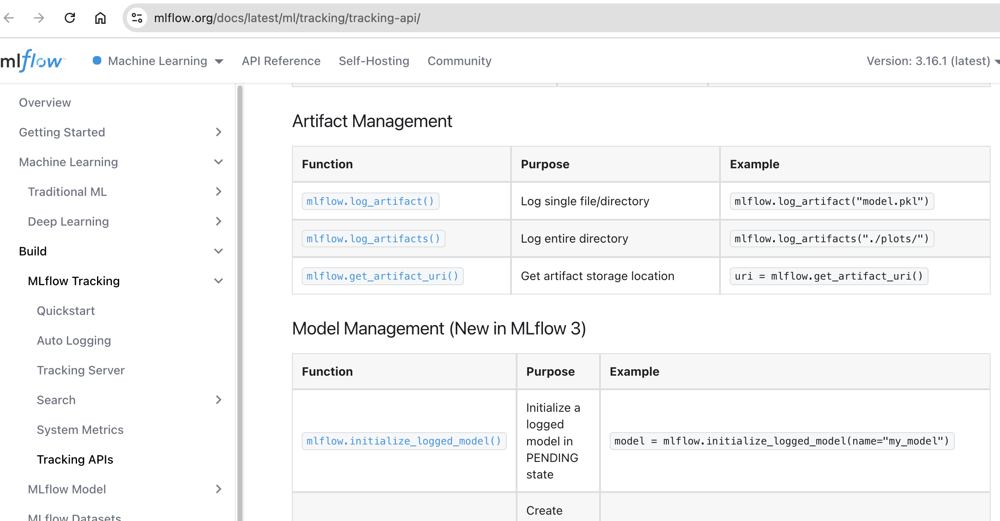 mlflow.org/docs/latest/ml/tracking/tracking-api/
mlflow™
Machine Learning
API Reference
Self-Hosting
Community
Version: 3.16.1 (latest)
Overview
Getting Started
Machine Learning
Traditional ML
Deep Learning
Build
MLflow Tracking
Quickstart
Auto Logging
Tracking Server
Search
System Metrics
Tracking APIs
MLflow Model
MLflow Datasets
Artifact Management
Function Purpose Example
mlflow.log_artifact() Log single file/directory mlflow.log_artifact("model.pkl")
mlflow.log_artifacts() Log entire directory mlflow.log_artifacts("./plots/")
mlflow.get_artifact_uri() Get artifact storage location uri = mlflow.get_artifact_uri()
Model Management (New in MLflow 3)
Function Purpose Example
mlflow.initialize_logged_model()
Initialize a
logged
model in
PENDING
state
model = mlflow.initialize_logged_model(name="my_model")
Create